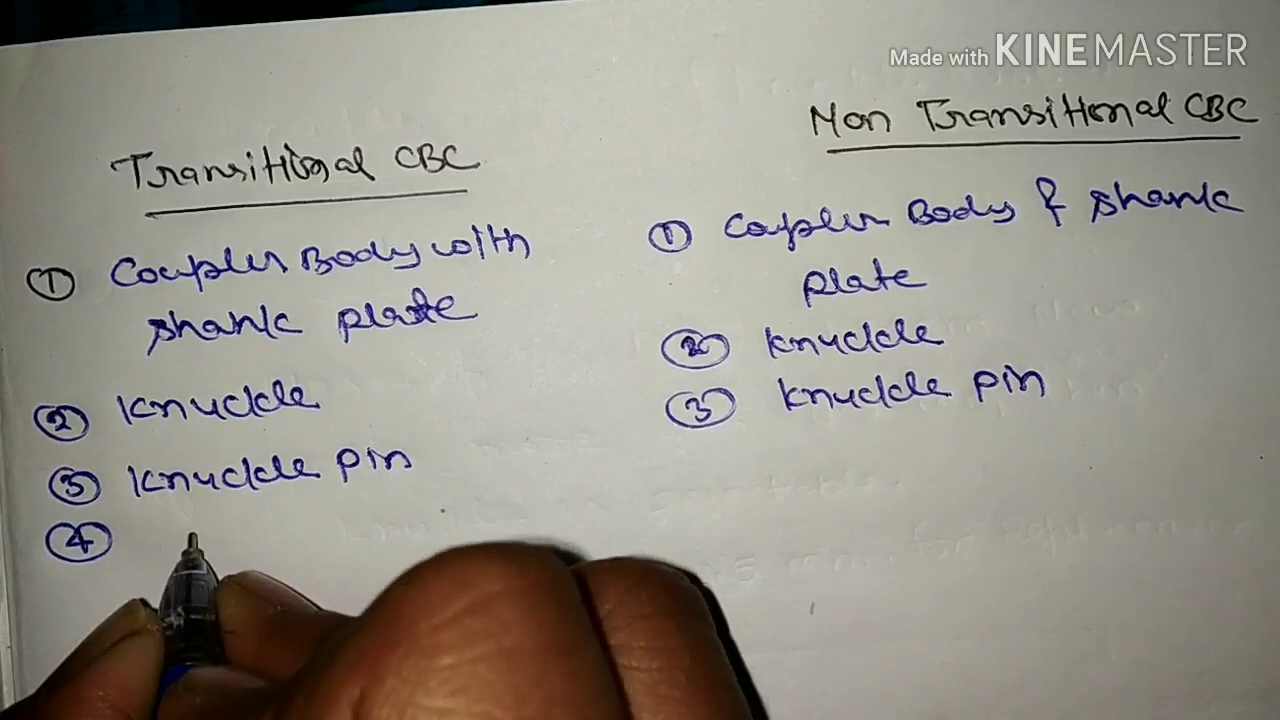 Made with KINEMASTER
Transitional CBC
① Coupler Body with
shank plate
② Knuckle
③ Knuckle pin
④
Non Transitional CBC
① Coupler Body & shank
plate
② Knuckle
③ Knuckle pin